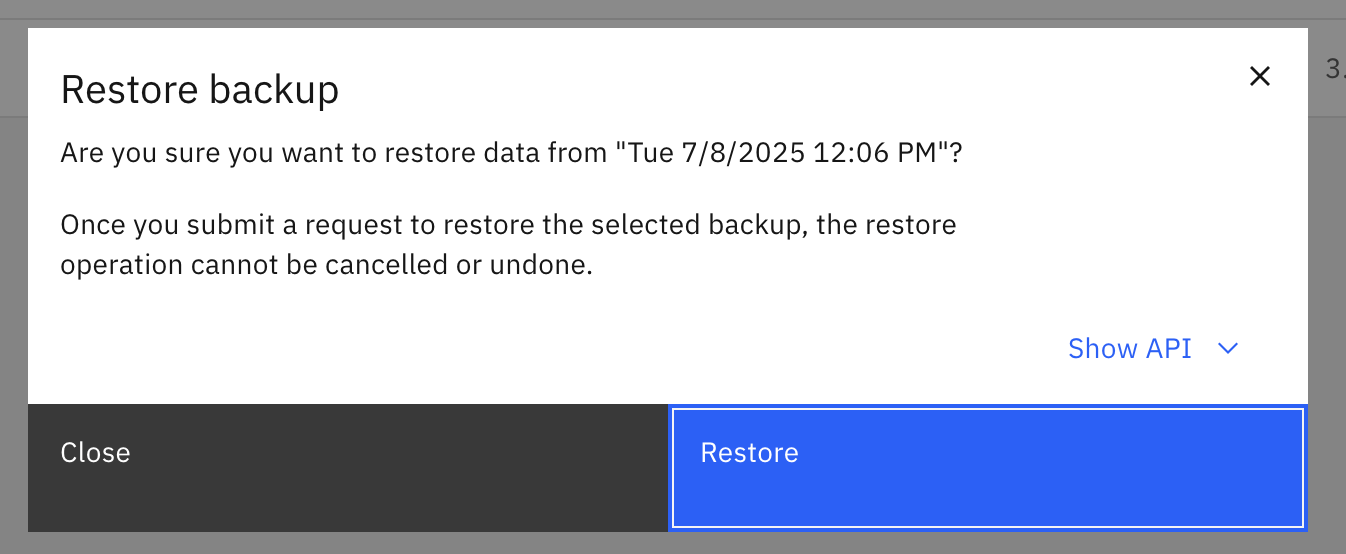 Restore backup
3.
Are you sure you want to restore data from "Tue 7/8/2025 12:06 PM"?
Once you submit a request to restore the selected backup, the restore
operation cannot be cancelled or undone.
Show API
Close
Restore